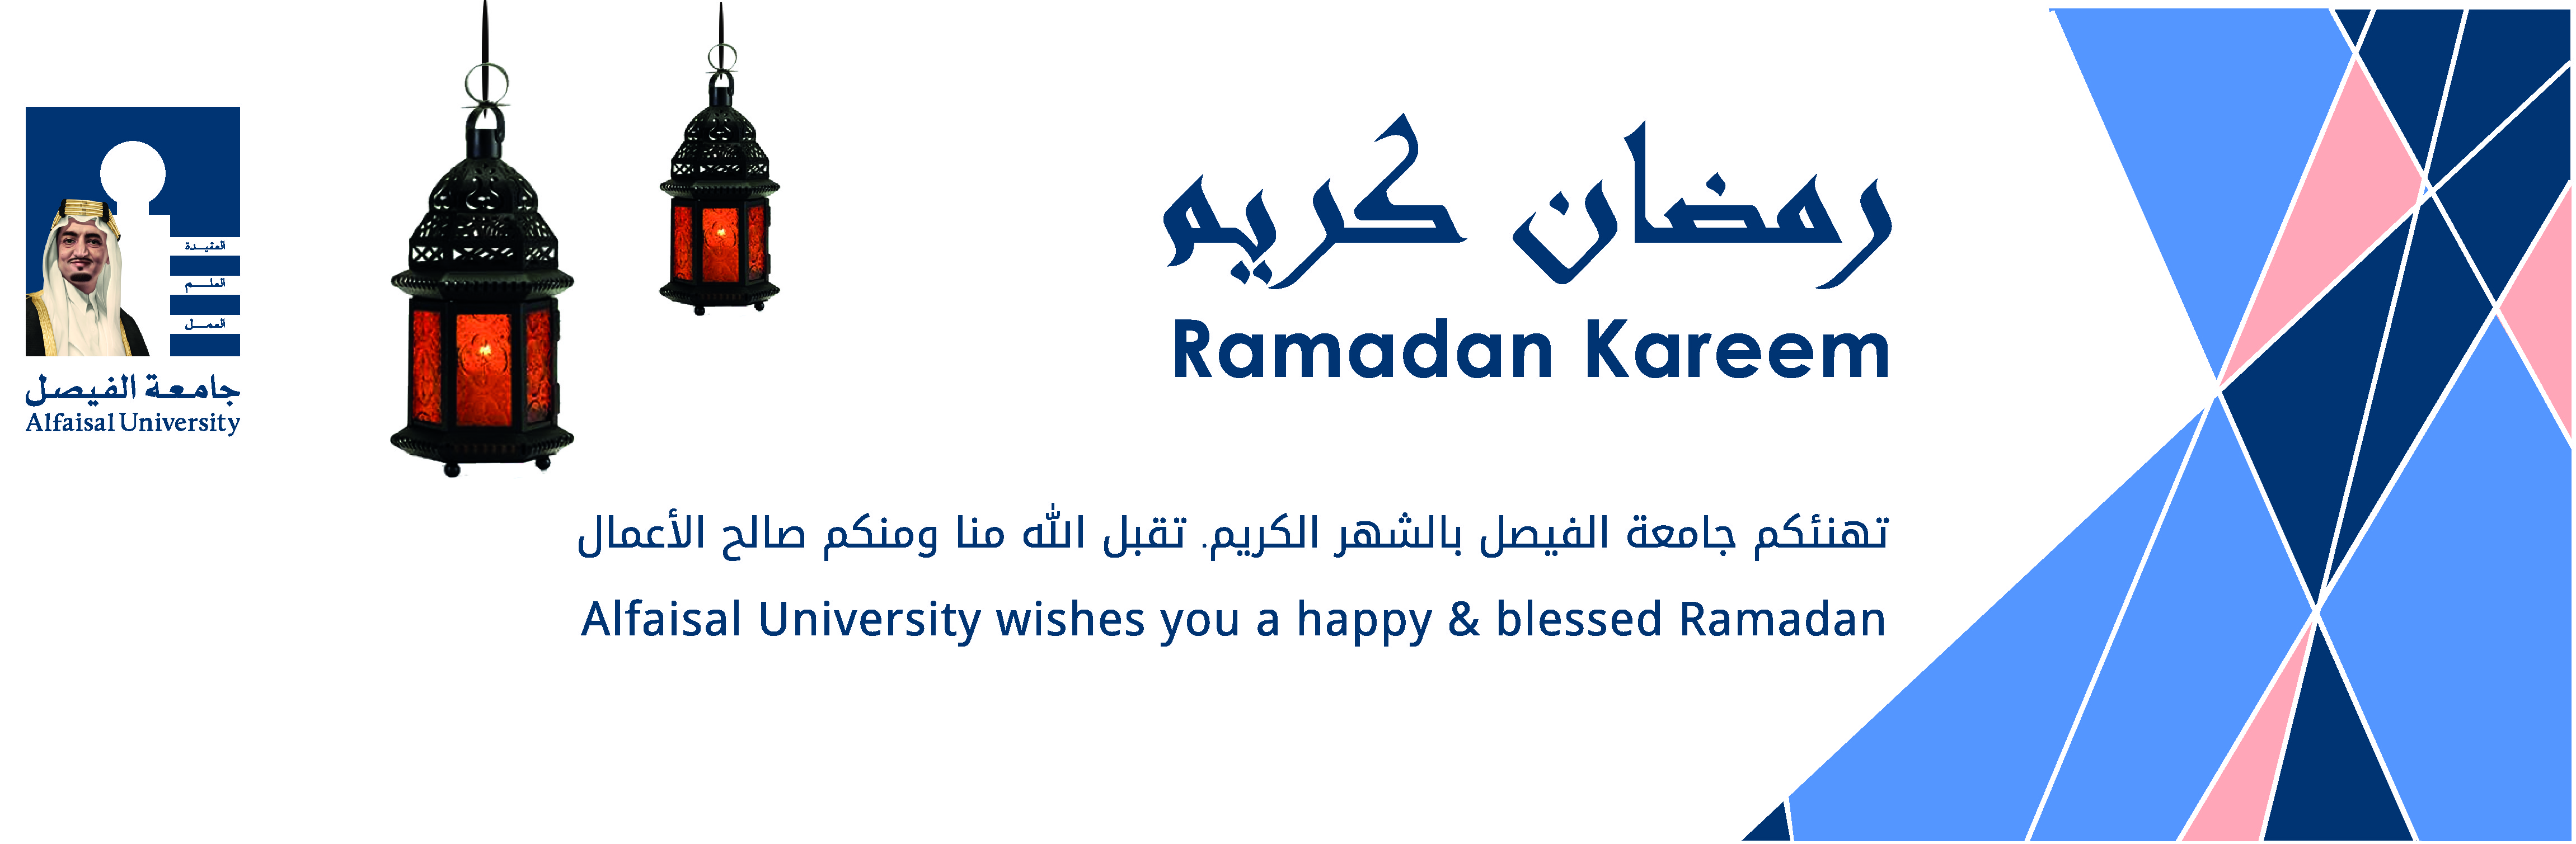 العقيدة
العلم
العمل
جامعة الفيصل
Alfaisal University
رمضان كريم
Ramadan Kareem
تهنئكم جامعة الفيصل بالشهر الكريم. تقبل الله منا ومنكم صالح الأعمال
Alfaisal University wishes you a happy & blessed Ramadan